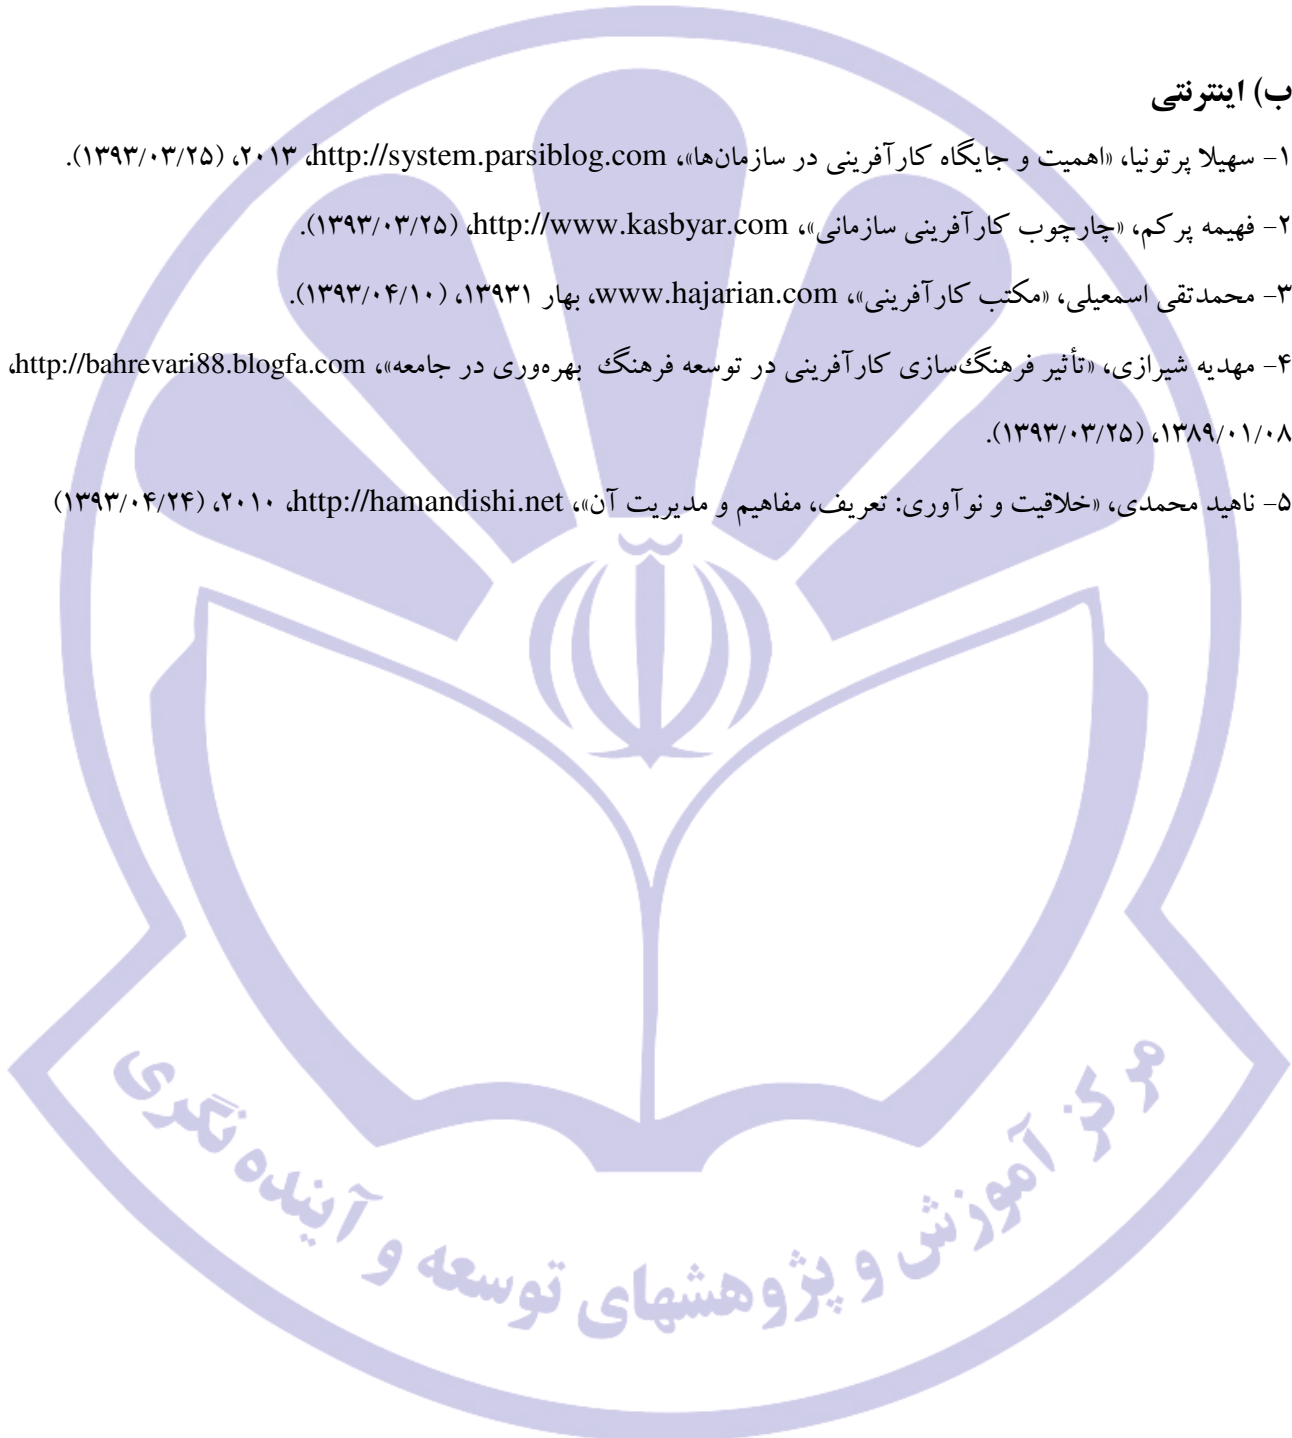 ب) اینترنتی
۱- سهیلا پرتونیا، «اهمیت و جایگاه کارآفرینی در سازمان‌ها»، http://system.parsiblog.com، ۲۰۱۳، (۱۳۹۳/۰۳/۲۵).
۲- فهیمه پرکم، «چارچوب کارآفرینی سازمانی»، http://www.kasbyar.com، (۱۳۹۳/۰۳/۲۵).
۳- محمدتقی اسمعیلی، «مکتب کارآفرینی»، www.hajarian.com، بهار ۱۳۹۳۱، (۱۳۹۳/۰۴/۱۰).
۴- مهدیه شیرازی، «تأثیر فرهنگ‌سازی کارآفرینی در توسعه فرهنگ بهره‌وری در جامعه»، http://bahrevari88.blogfa.com،
۱۳۸۹/۰۱/۰۸، (۱۳۹۳/۰۳/۲۵).
۵- ناهید محمدی، «خلاقیت و نوآوری: تعریف، مفاهیم و مدیریت آن»، http://hamandishi.net، ۲۰۱۰، (۱۳۹۳/۰۴/۲۴)
مرکز آموزش و پژوهشهای توسعه و آینده نگری